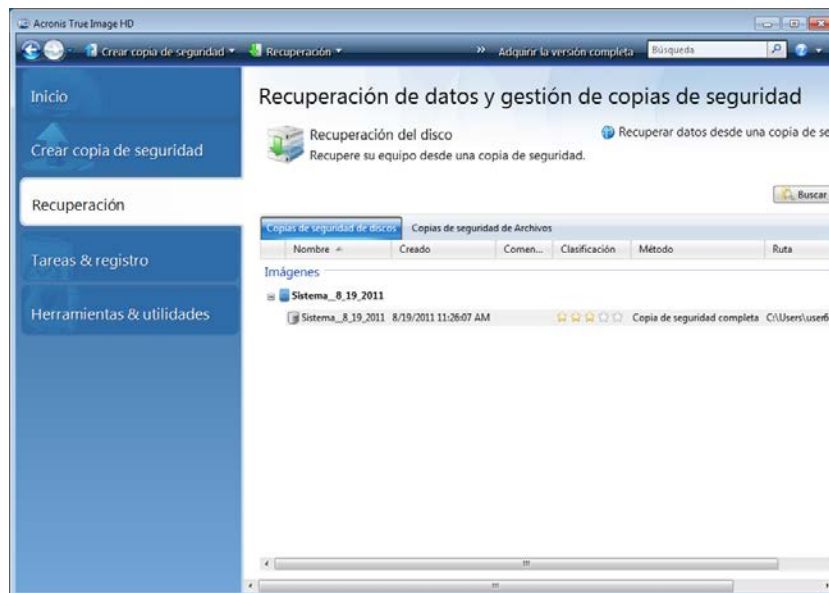 Acronis True Image HD
Crear copia de seguridad Recuperación » Adquirir la versión completa Búsqueda
Inicio
Crear copia de seguridad
Recuperación
Tareas & registro
Herramientas & utilidades
Recuperación de datos y gestión de copias de seguridad
Recuperación del disco
Recupere su equipo desde una copia de seguridad.
Recuperar datos desde una copia de se
Buscar
Copias de seguridad de discos Copias de seguridad de Archivos
Nombre Creado Comen... Clasificación Método Ruta
Imágenes
Sistema_8_19_2011
Sistema_8_19_2011 8/19/2011 11:26:07 AM Copia de seguridad completa C:\Users\user6